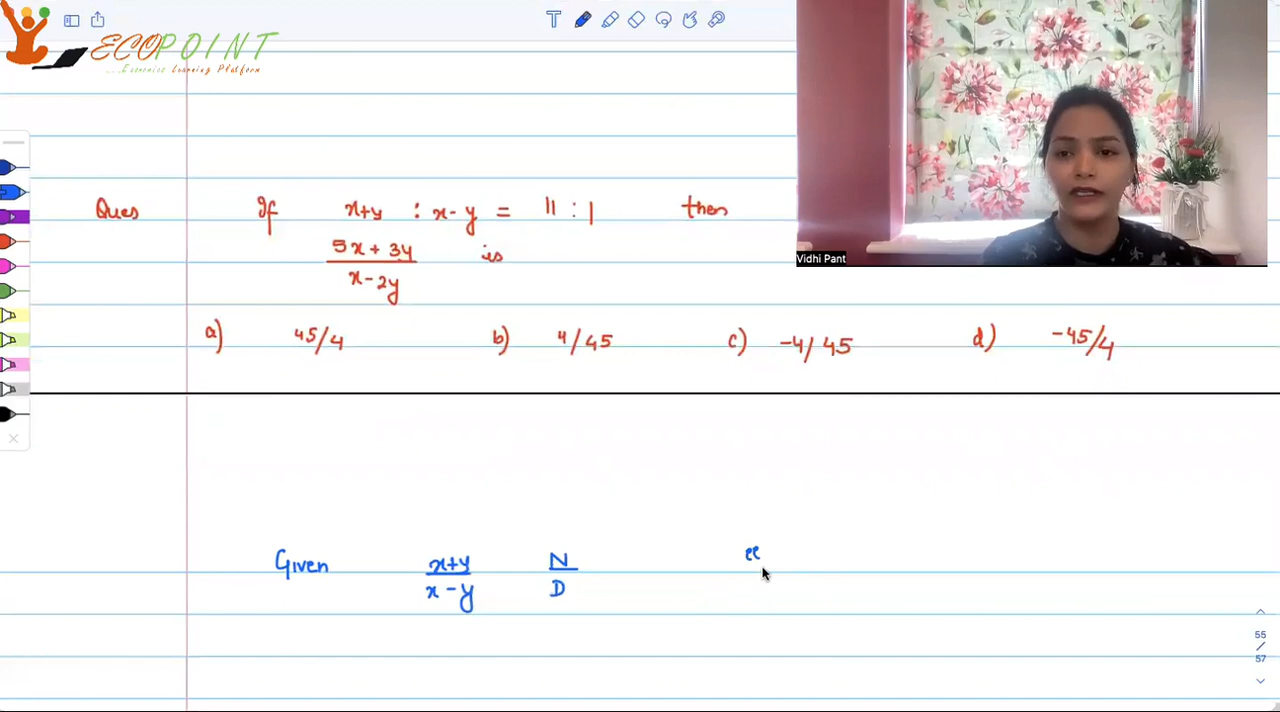 ECOPOINT
....Economics Learning Platform
Vidhi Pant
Ques If x+y : x-y = 11 : 1 then
5x+3y
x-2y
is
a) 45/4 b) 4/45 c) -4/45 d) -45/4
Given x+y N
x-y D
55
/
57